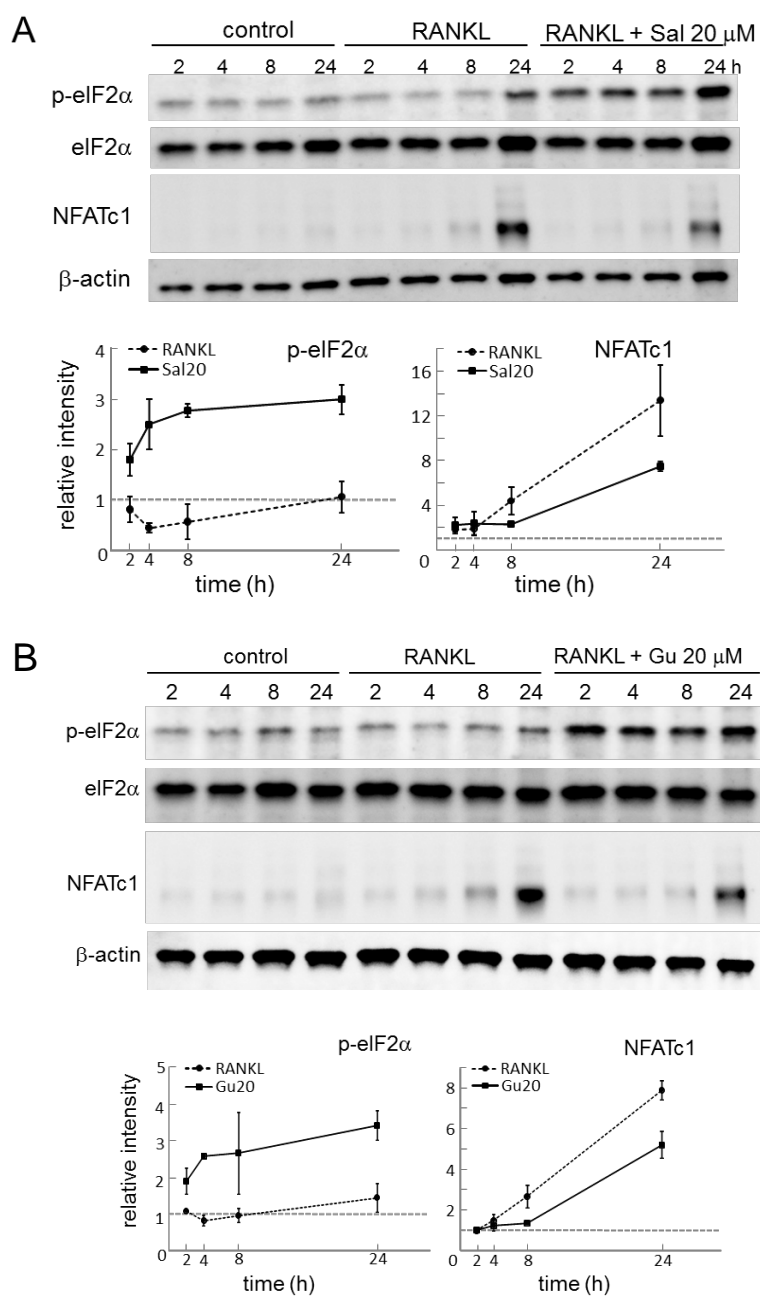 A
control RANKL RANKL + Sal 20 μM
2 4 8 24 2 4 8 24 2 4 8 24 h
p-eIF2α
eIF2α
NFATc1
β-actin
p-eIF2α
RANKL
Sal20
relative intensity
4
3
2
1
0
2 4 8 24
time (h)
NFATc1
RANKL
Sal20
16
12
8
4
0
2 4 8 24
time (h)
B
control RANKL RANKL + Gu 20 μM
2 4 8 24 2 4 8 24 2 4 8 24
p-eIF2α
eIF2α
NFATc1
β-actin
p-eIF2α
RANKL
Gu20
relative intensity
5
4
3
2
1
0
2 4 8 24
time (h)
NFATc1
RANKL
Gu20
8
6
4
2
0
2 4 8 24
time (h)